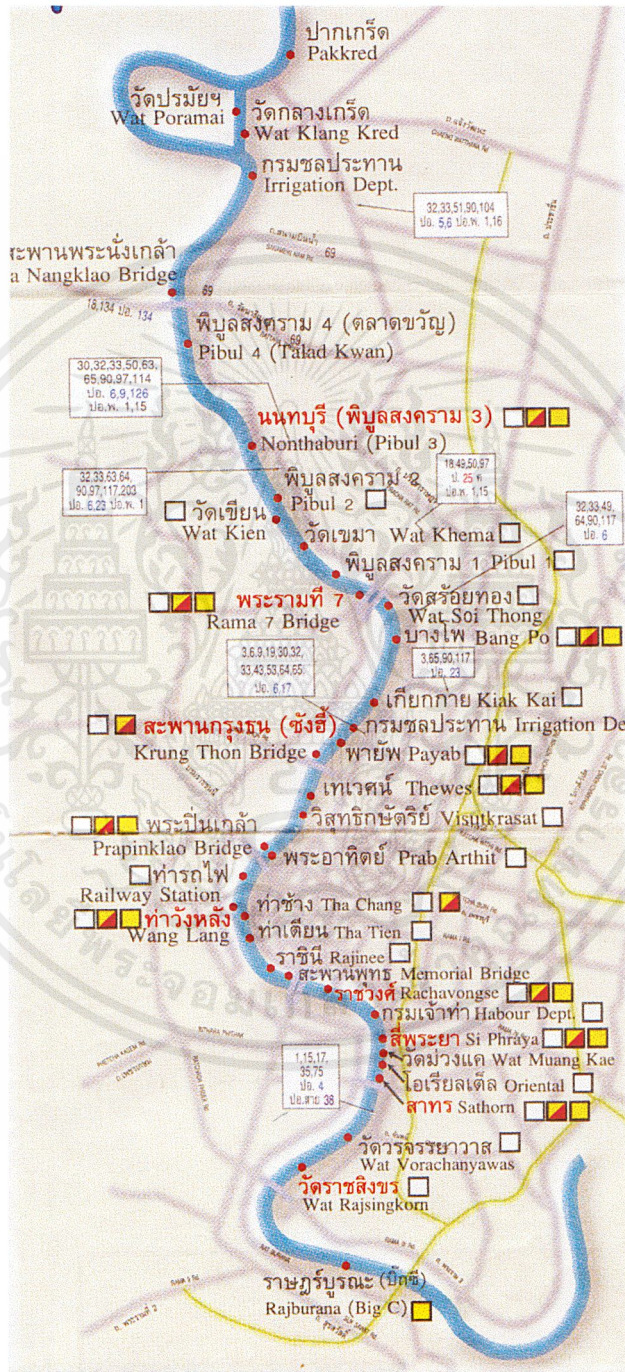 ปากเกร็ด
Pakkred
วัดปรมัยฯ
Wat Poramai
วัดกลางเกร็ด
Wat Klang Kred
กรมชลประทาน
Irrigation Dept.
32,33,51,90,104
ปอ. 5,6 ปอ.พ. 1,16
สะพานพระนั่งเกล้า
a Nangklao Bridge
69
69
18,134 ปอ. 134
69
พิบูลสงคราม 4 (ตลาดขวัญ)
Pibul 4 (Talad Kwan)
30,32,33,50,63,
65,90,97,114
ปอ. 6,9,126
ปอ.พ. 1,15
นนทบุรี (พิบูลสงคราม 3)
Nonthaburi (Pibul 3)
18,49,50,97
ป. 25 ศ
ปอ.พ. 1,15
32,33,63,64,
90,97,117,203
ปอ. 6,23 ปอ.พ. 1
พิบูลสงคราม 2
Pibul 2
32,33,49,
64,90,117
ปอ. 6
วัดเขียน
Wat Kien
วัดเขมา Wat Khema
พิบูลสงคราม 1 Pibul 1
พระรามที่ 7
Rama 7 Bridge
วัดสร้อยทอง
Wat Soi Thong
บางโพ Bang Po
3,6,9,19,30,32,
33,43,53,64,65,
ปอ. 6,17
3,65,90,117
ปอ. 23
เกียกกาย Kiak Kai
สะพานกรุงธน (ซังฮี้)
Krung Thon Bridge
กรมชลประทาน Irrigation De
พายัพ Payab
เทเวศน์ Thewes
วิสุทธิกษัตริย์ Visutkrasat
พระปิ่นเกล้า
Prapinklao Bridge
พระอาทิตย์ Prab Arthit
ท่ารถไฟ
Railway Station
ท่าช้าง Tha Chang
ท่าวังหลัง
Wang Lang
ท่าเตียน Tha Tien
ราชินี Rajinee
สะพานพุทธ Memorial Bridge
ราชวงศ์ Rachavongse
กรมเจ้าท่า Habour Dept.
สี่พระยา Si Phraya
วัดม่วงแค Wat Muang Kae
โอเรียลเต็ล Oriental
สาทร Sathorn
1,15,17,
35,75
ปอ. 4
ปอ.สาย 38
วัดวรจรรยาวาส
Wat Vorachanyawas
วัดราชสิงขร
Wat Rajsingkorn
ราษฎร์บูรณะ (บิ๊กซี)
Rajburana (Big C)
ถ. พระรามที่ 2